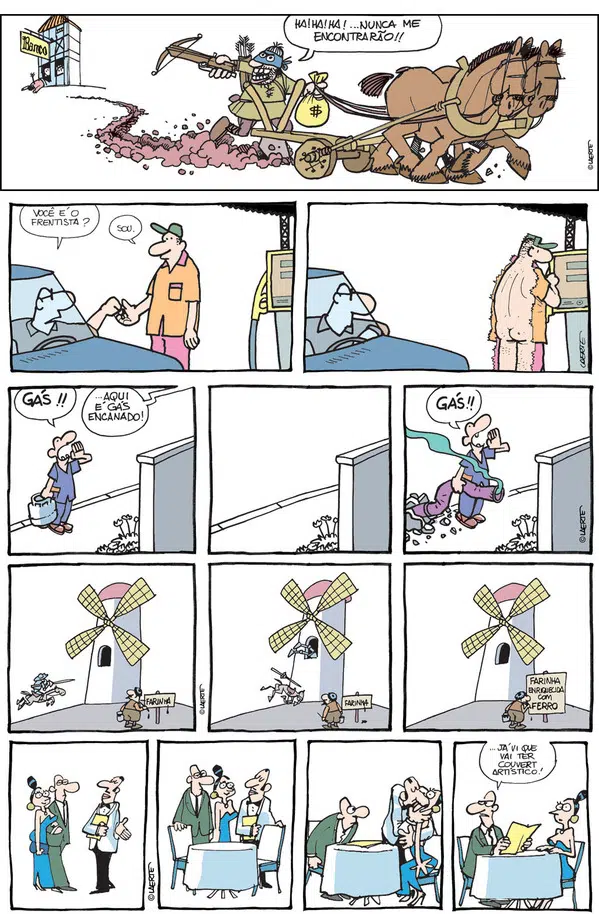 Banco
HA! HA! HA! ...NUNCA ME
ENCONTRARÃO!!
©LAERTE
VOCÊ É O
FRENTISTA?
SOU.
LAERTE
GÁS!!
...AQUI
É GÁS
ENCANADO!
GÁS!!
©LAERTE
FARINHA
©LAERTE
FARINHA
FARINHA
ENRIQUECIDA
COM
FERRO
©LAERTE
...JÁ VI QUE
VAI TER
COUVERT
ARTÍSTICO!